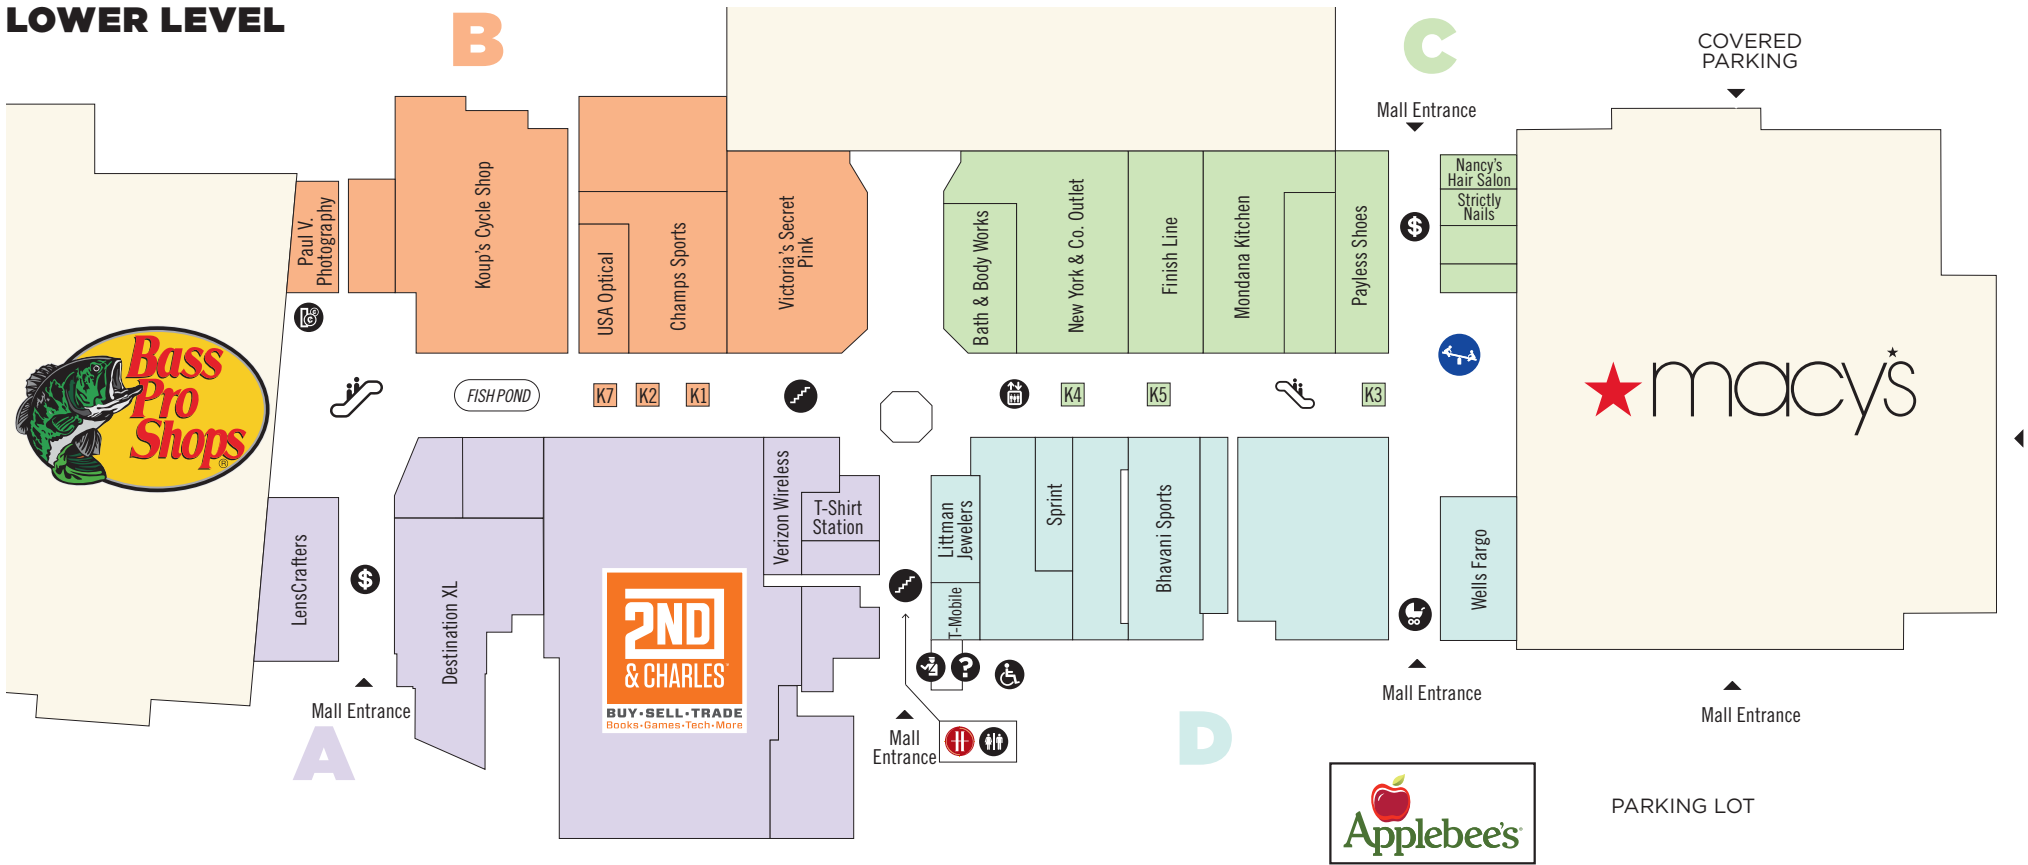 LOWER LEVEL
B
C
COVERED
PARKING
Mall Entrance
Paul V.
Photography
Koup's Cycle Shop
USA Optical
Champs Sports
Victoria's Secret
Pink
Bath & Body Works
New York & Co. Outlet
Finish Line
Mondana Kitchen
Payless Shoes
$
Nancy's
Hair Salon
Strictly
Nails
Bass
Pro
Shops®
FISH POND
K7
K2
K1
K4
K5
K3
macy's
LensCrafters
$
Destination XL
2ND
& CHARLES
BUY·SELL·TRADE
Books·Games·Tech·More
Verizon Wireless
T-Shirt
Station
Littman
Jewelers
T-Mobile
Sprint
Bhavani Sports
Wells Fargo
?
Mall Entrance
Mall
Entrance
Mall Entrance
Mall Entrance
A
D
Applebee's
PARKING LOT